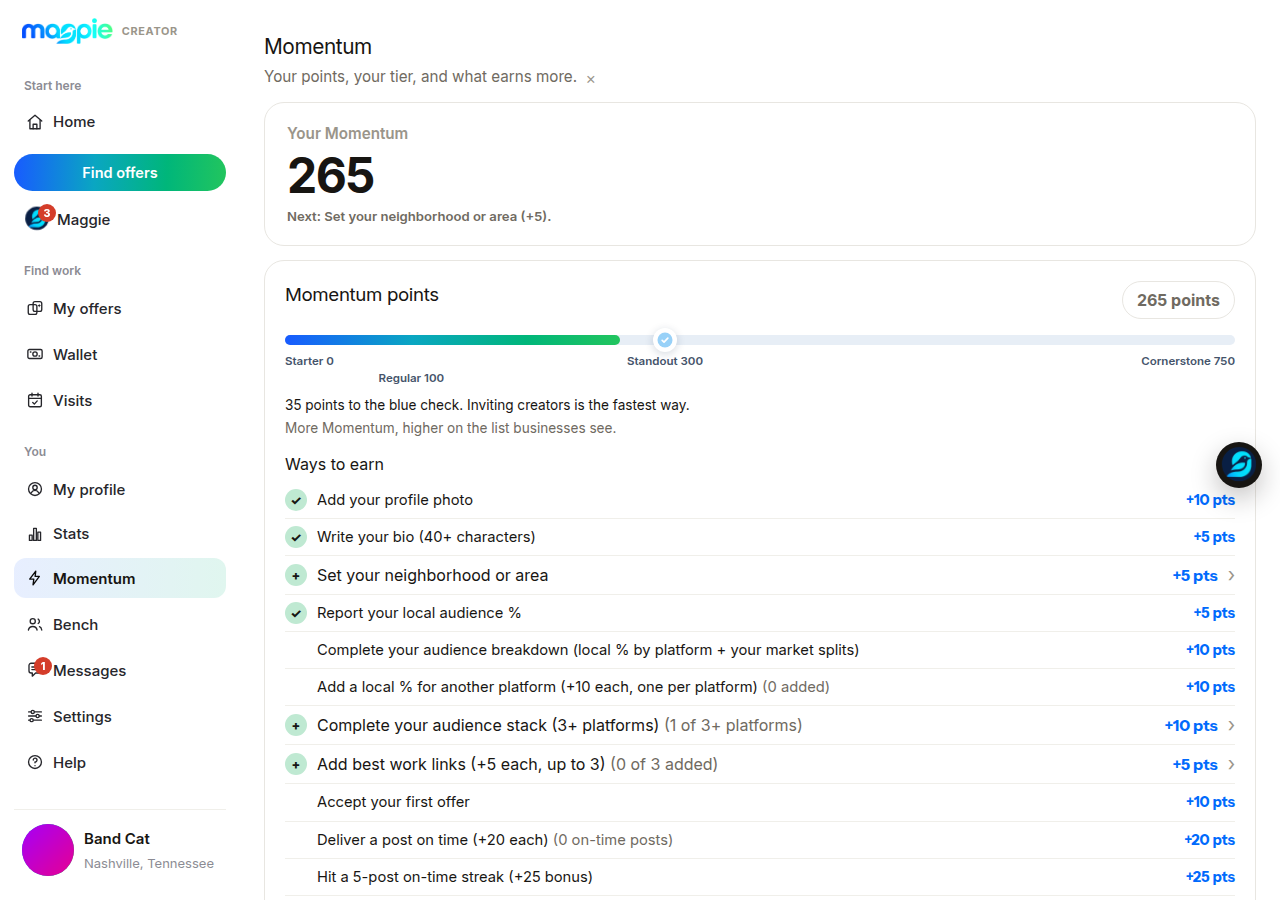 magpie CREATOR
Start here
Home
Find offers
3
Maggie
Find work
My offers
Wallet
Visits
You
My profile
Stats
Momentum
Bench
1
Messages
Settings
Help
Band Cat
Nashville, Tennessee
Momentum
Your points, your tier, and what earns more. ×
Your Momentum
265
Next: Set your neighborhood or area (+5).
Momentum points
265 points
Starter 0
Regular 100
Standout 300
Cornerstone 750
35 points to the blue check. Inviting creators is the fastest way.
More Momentum, higher on the list businesses see.
Ways to earn
Add your profile photo +10 pts
Write your bio (40+ characters) +5 pts
Set your neighborhood or area +5 pts
Report your local audience % +5 pts
Complete your audience breakdown (local % by platform + your market splits) +10 pts
Add a local % for another platform (+10 each, one per platform) (0 added) +10 pts
Complete your audience stack (3+ platforms) (1 of 3+ platforms) +10 pts
Add best work links (+5 each, up to 3) (0 of 3 added) +5 pts
Accept your first offer +10 pts
Deliver a post on time (+20 each) (0 on-time posts) +20 pts
Hit a 5-post on-time streak (+25 bonus) +25 pts